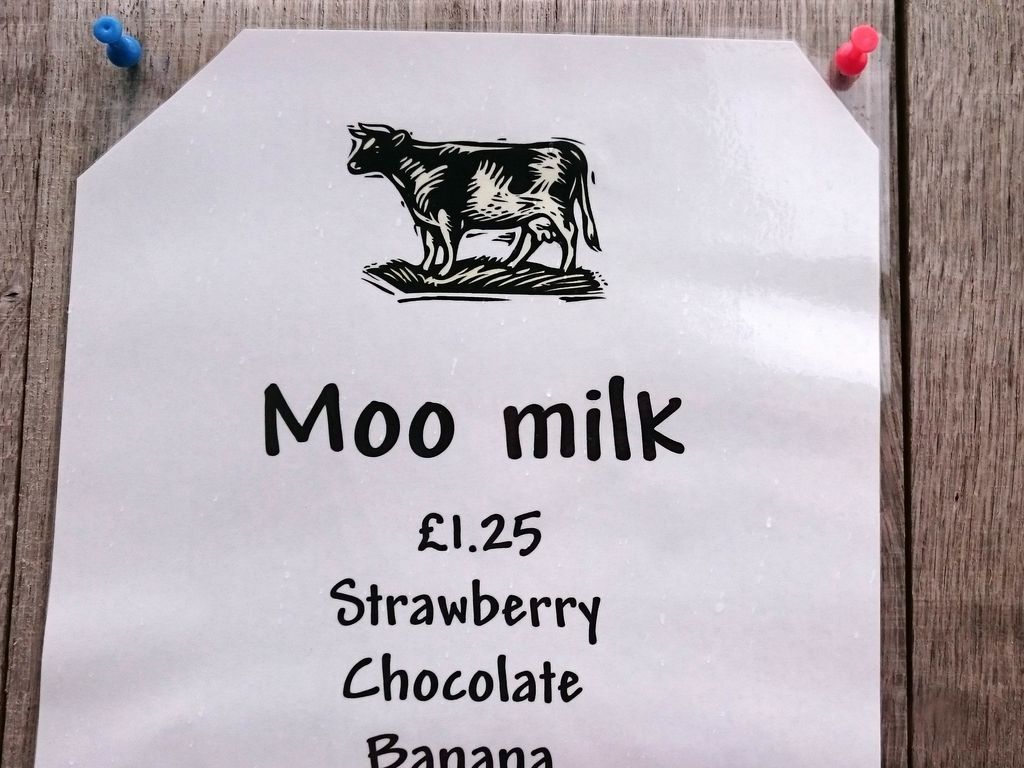 Moo milk
£1.25
Strawberry
Chocolate
Banana